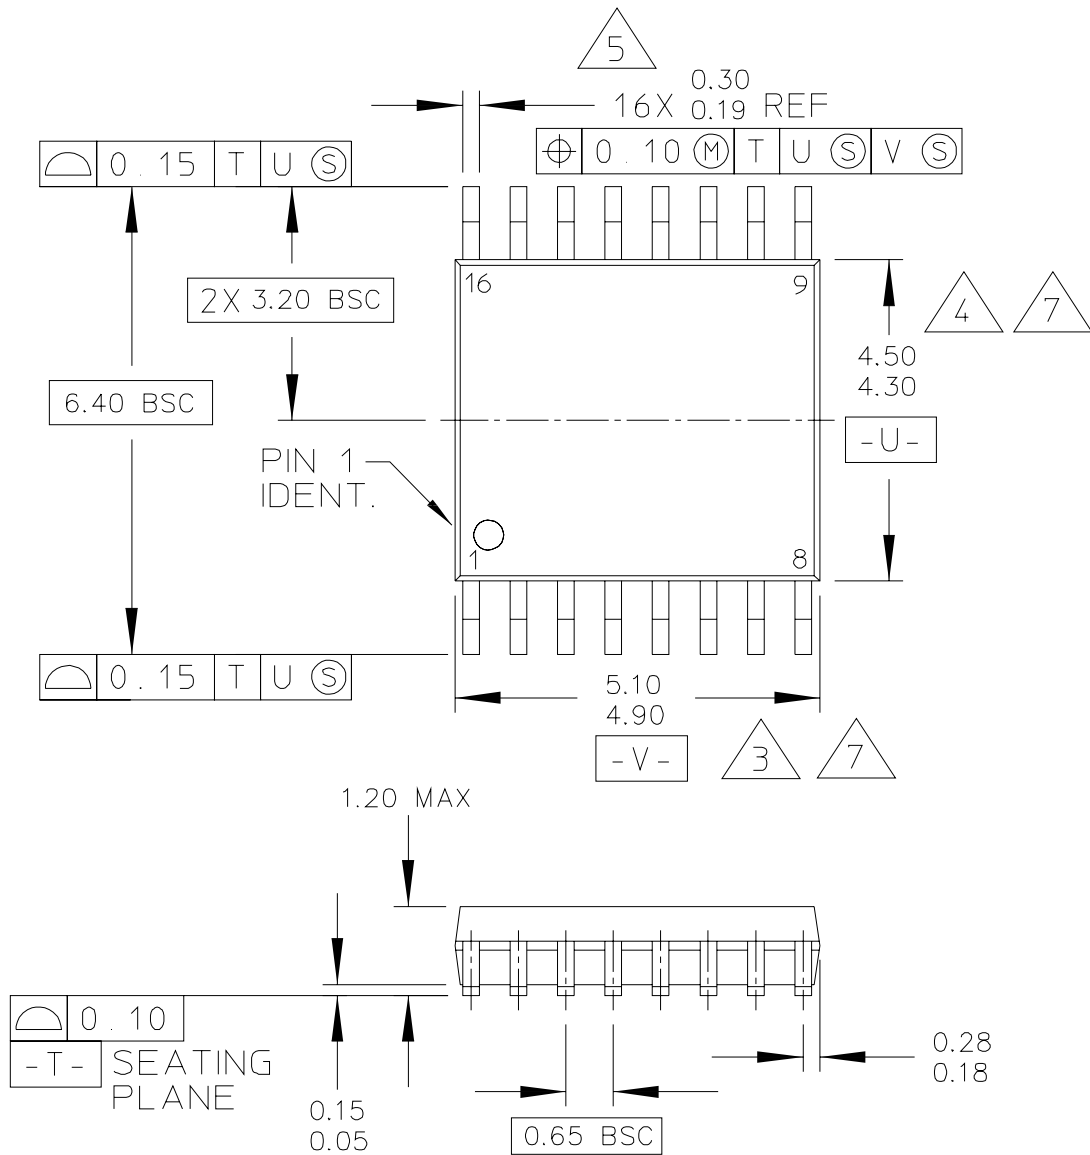 5
0.30
16X 0.19 REF
0.15 T U Ⓢ
0.10 Ⓜ T U Ⓢ V Ⓢ
16
9
2X 3.20 BSC
4
7
4.50
4.30
6.40 BSC
-U-
PIN 1
IDENT.
1
8
0.15 T U Ⓢ
5.10
4.90
-V-
3
7
1.20 MAX
0.10
-T- SEATING
PLANE
0.28
0.18
0.15
0.05
0.65 BSC